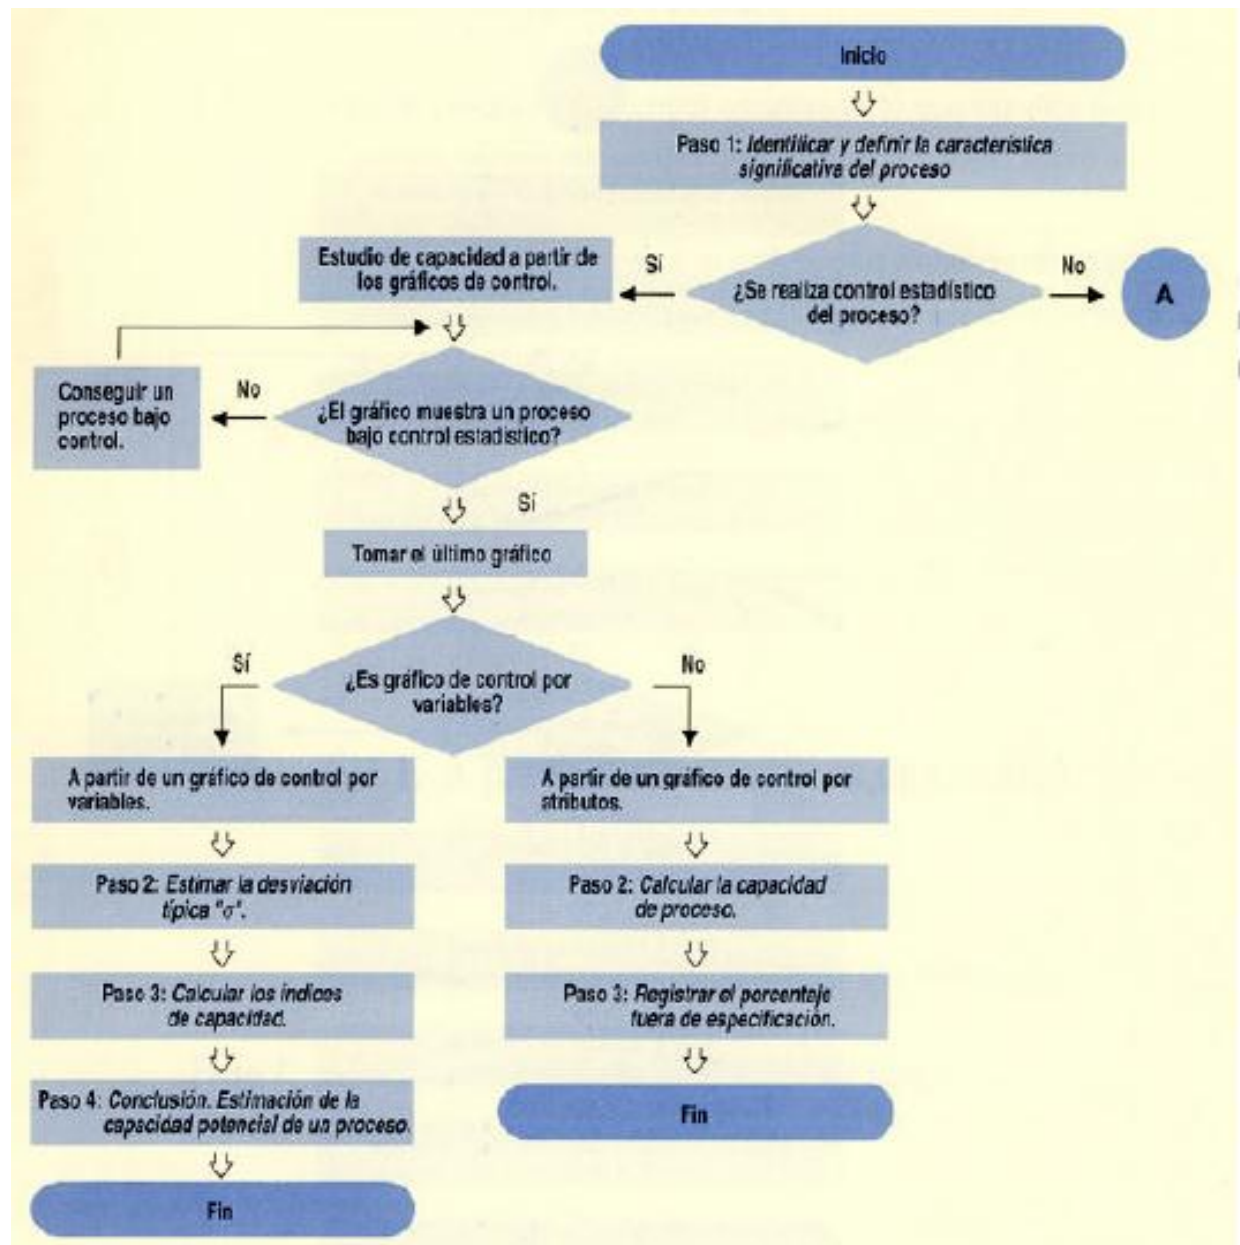 Inicio
Paso 1: Identificar y definir la característica
significativa del proceso
¿Se realiza control estadístico
del proceso?
Sí
No
A
Estudio de capacidad a partir de
los gráficos de control.
¿El gráfico muestra un proceso
bajo control estadístico?
No
Conseguir un
proceso bajo
control.
Sí
Tomar el último gráfico
¿Es gráfico de control por
variables?
Sí
No
A partir de un gráfico de control por
variables.
Paso 2: Estimar la desviación
típica "σ".
Paso 3: Calcular los índices
de capacidad.
Paso 4: Conclusión. Estimación de la
capacidad potencial de un proceso.
Fin
A partir de un gráfico de control por
atributos.
Paso 2: Calcular la capacidad
de proceso.
Paso 3: Registrar el porcentaje
fuera de especificación.
Fin